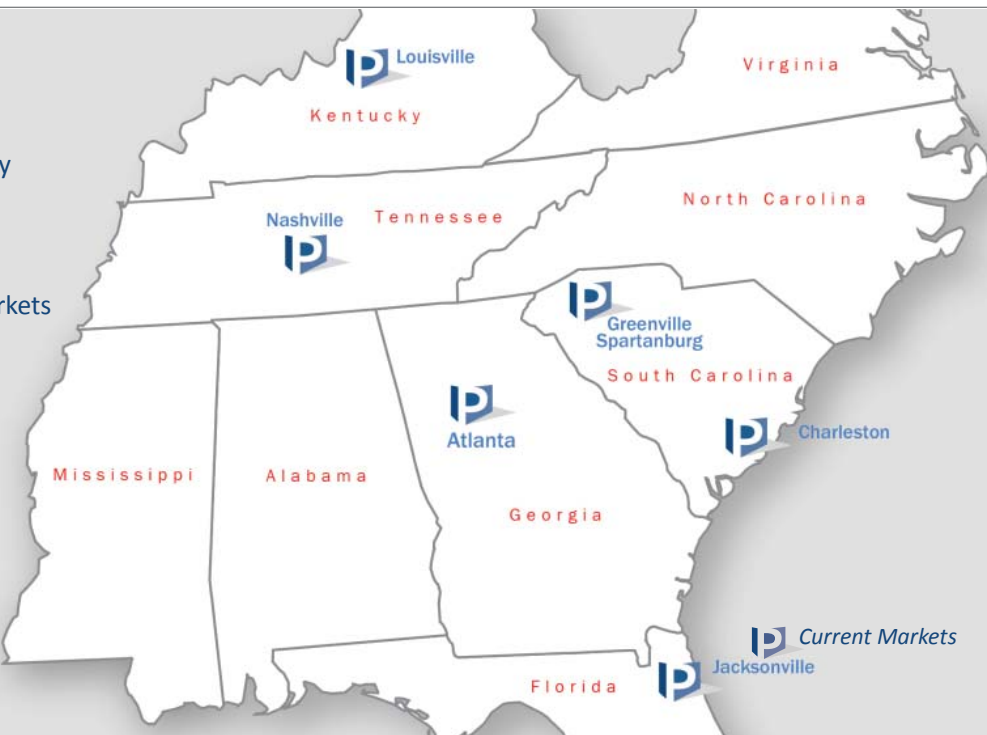 Louisville
Virginia
Kentucky
y
North Carolina
Nashville
Tennessee
rkets
Greenville
Spartanburg
South Carolina
Charleston
Atlanta
Mississippi
Alabama
Georgia
Current Markets
Jacksonville
Florida